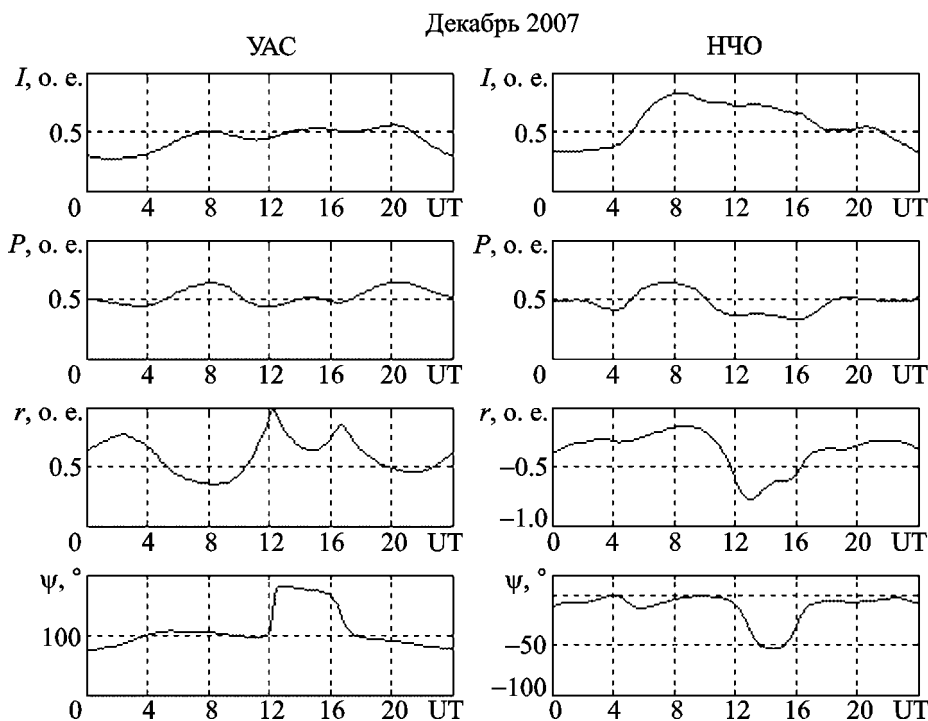 Декабрь 2007
УАС НЧО
I, о. е. I, о. е.
0.5 0.5
0 4 8 12 16 20 UT 0 4 8 12 16 20 UT
P, о. е. P, о. е.
0.5 0.5
0 4 8 12 16 20 UT 0 4 8 12 16 20 UT
r, о. е. r, о. е.
0.5 –0.5
–1.0
0 4 8 12 16 20 UT 0 4 8 12 16 20 UT
ψ, ° ψ, °
100 –50
–100
0 4 8 12 16 20 UT 0 4 8 12 16 20 UT